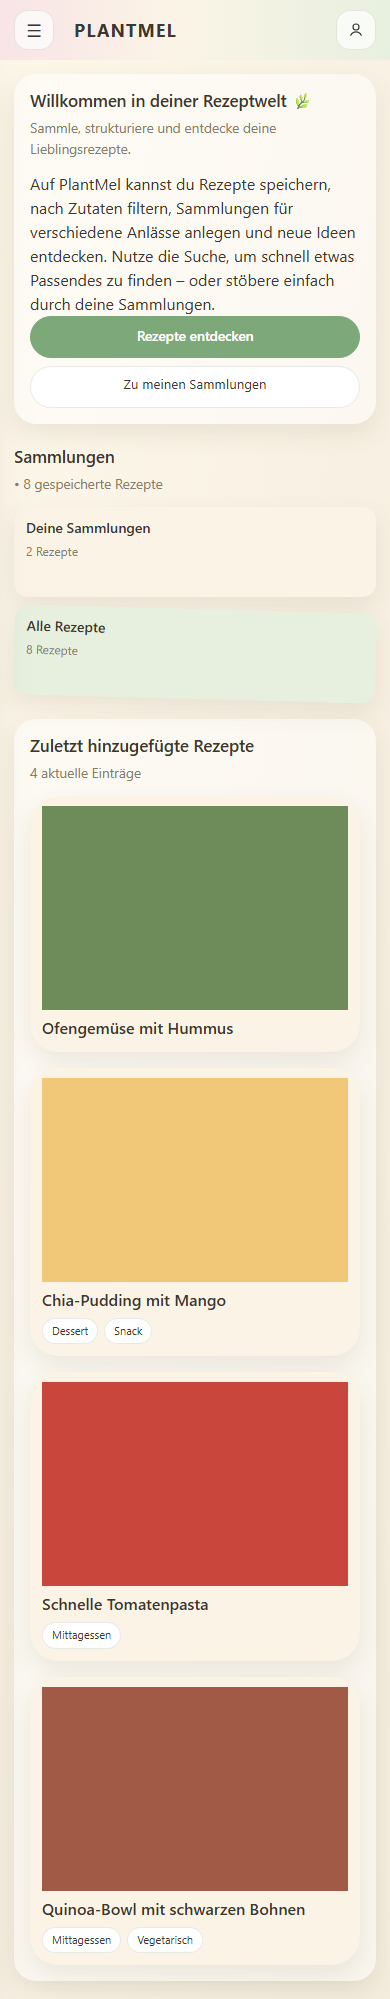 PLANTMEL
Willkommen in deiner Rezeptwelt 🌿
Sammle, strukturiere und entdecke deine
Lieblingsrezepte.
Auf PlantMel kannst du Rezepte speichern,
nach Zutaten filtern, Sammlungen für
verschiedene Anlässe anlegen und neue Ideen
entdecken. Nutze die Suche, um schnell etwas
Passendes zu finden – oder stöbere einfach
durch deine Sammlungen.
Rezepte entdecken
Zu meinen Sammlungen
Sammlungen
• 8 gespeicherte Rezepte
Deine Sammlungen
2 Rezepte
Alle Rezepte
8 Rezepte
Zuletzt hinzugefügte Rezepte
4 aktuelle Einträge
Ofengemüse mit Hummus
Chia-Pudding mit Mango
Dessert Snack
Schnelle Tomatenpasta
Mittagessen
Quinoa-Bowl mit schwarzen Bohnen
Mittagessen Vegetarisch